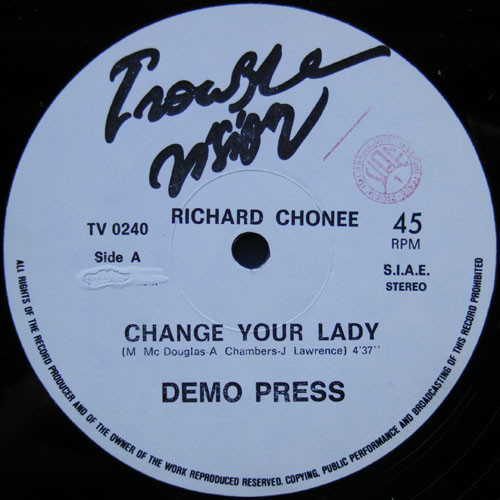 Trouble
vision
RICHARD CHONEE
TV 0240
45
RPM
Side A
S.I.A.E.
STEREO
CHANGE YOUR LADY
(M Mc Douglas-A Chambers-J Lawrence) 4'37''
DEMO PRESS
ALL RIGHTS OF THE RECORD PRODUCER AND OF THE OWNER OF THE WORK REPRODUCED RESERVED. COPYING, PUBLIC PERFORMANCE AND BROADCASTING OF THIS RECORD PROHIBITED